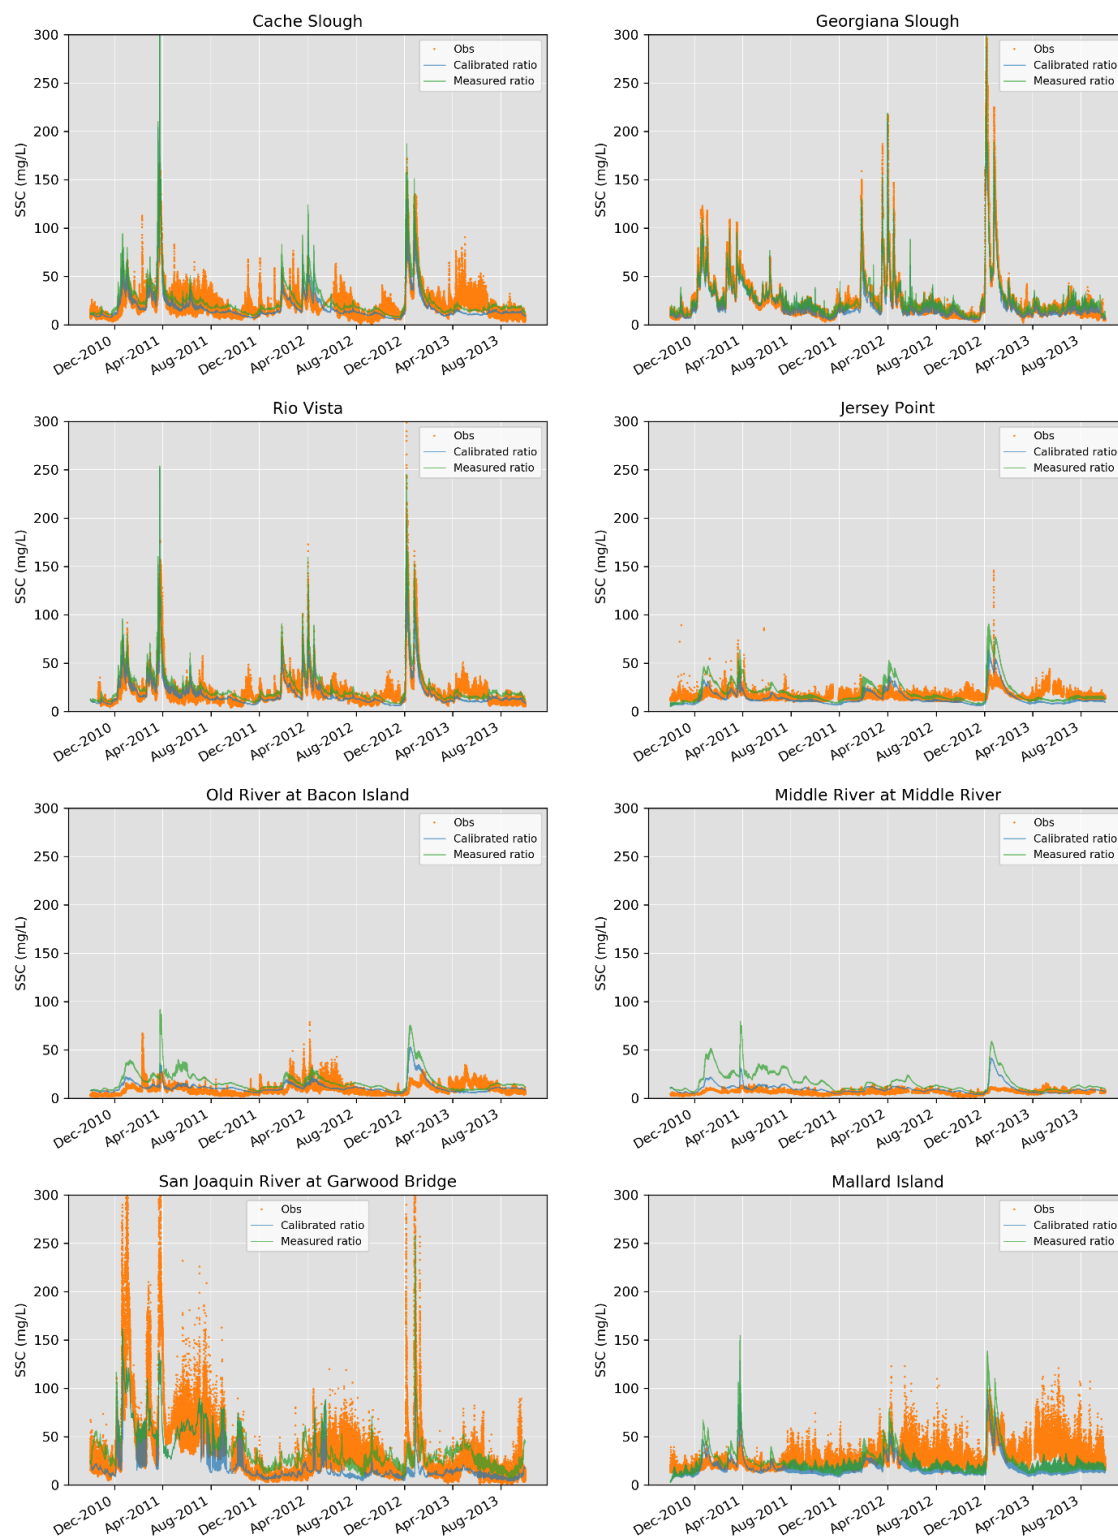 Cache Slough
SSC (mg/L)
300
250
200
150
100
50
0
Obs
Calibrated ratio
Measured ratio
Dec-2010
Apr-2011
Aug-2011
Dec-2011
Apr-2012
Aug-2012
Dec-2012
Apr-2013
Aug-2013
Georgiana Slough
SSC (mg/L)
300
250
200
150
100
50
0
Obs
Calibrated ratio
Measured ratio
Dec-2010
Apr-2011
Aug-2011
Dec-2011
Apr-2012
Aug-2012
Dec-2012
Apr-2013
Aug-2013
Rio Vista
SSC (mg/L)
300
250
200
150
100
50
0
Obs
Calibrated ratio
Measured ratio
Dec-2010
Apr-2011
Aug-2011
Dec-2011
Apr-2012
Aug-2012
Dec-2012
Apr-2013
Aug-2013
Jersey Point
SSC (mg/L)
300
250
200
150
100
50
0
Obs
Calibrated ratio
Measured ratio
Dec-2010
Apr-2011
Aug-2011
Dec-2011
Apr-2012
Aug-2012
Dec-2012
Apr-2013
Aug-2013
Old River at Bacon Island
SSC (mg/L)
300
250
200
150
100
50
0
Obs
Calibrated ratio
Measured ratio
Dec-2010
Apr-2011
Aug-2011
Dec-2011
Apr-2012
Aug-2012
Dec-2012
Apr-2013
Aug-2013
Middle River at Middle River
SSC (mg/L)
300
250
200
150
100
50
0
Obs
Calibrated ratio
Measured ratio
Dec-2010
Apr-2011
Aug-2011
Dec-2011
Apr-2012
Aug-2012
Dec-2012
Apr-2013
Aug-2013
San Joaquin River at Garwood Bridge
SSC (mg/L)
300
250
200
150
100
50
0
Obs
Calibrated ratio
Measured ratio
Dec-2010
Apr-2011
Aug-2011
Dec-2011
Apr-2012
Aug-2012
Dec-2012
Apr-2013
Aug-2013
Mallard Island
SSC (mg/L)
300
250
200
150
100
50
0
Obs
Calibrated ratio
Measured ratio
Dec-2010
Apr-2011
Aug-2011
Dec-2011
Apr-2012
Aug-2012
Dec-2012
Apr-2013
Aug-2013